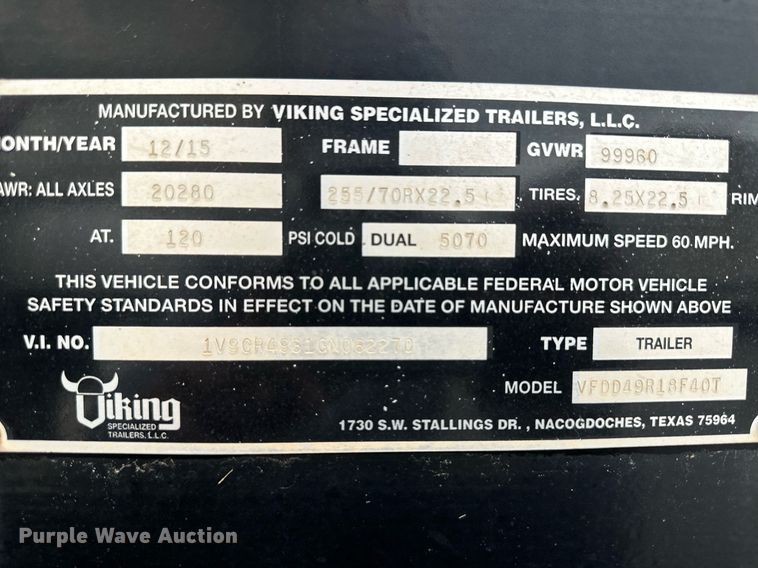 MANUFACTURED BY VIKING SPECIALIZED TRAILERS, L.L.C.
MONTH/YEAR 12/15 FRAME GVWR 99960
AWR: ALL AXLES 20280 255/70RX22.5 TIRES. 8.25X22.5 RIM
AT. 120 PSI COLD DUAL 5070 MAXIMUM SPEED 60 MPH.
THIS VEHICLE CONFORMS TO ALL APPLICABLE FEDERAL MOTOR VEHICLE
SAFETY STANDARDS IN EFFECT ON THE DATE OF MANUFACTURE SHOWN ABOVE
V.I. NO. TYPE TRAILER
MODEL VFDD49R18F40T
Viking
SPECIALIZED
TRAILERS, L.L.C.
1730 S.W. STALLINGS DR. , NACOGDOCHES, TEXAS 75964
Purple Wave Auction